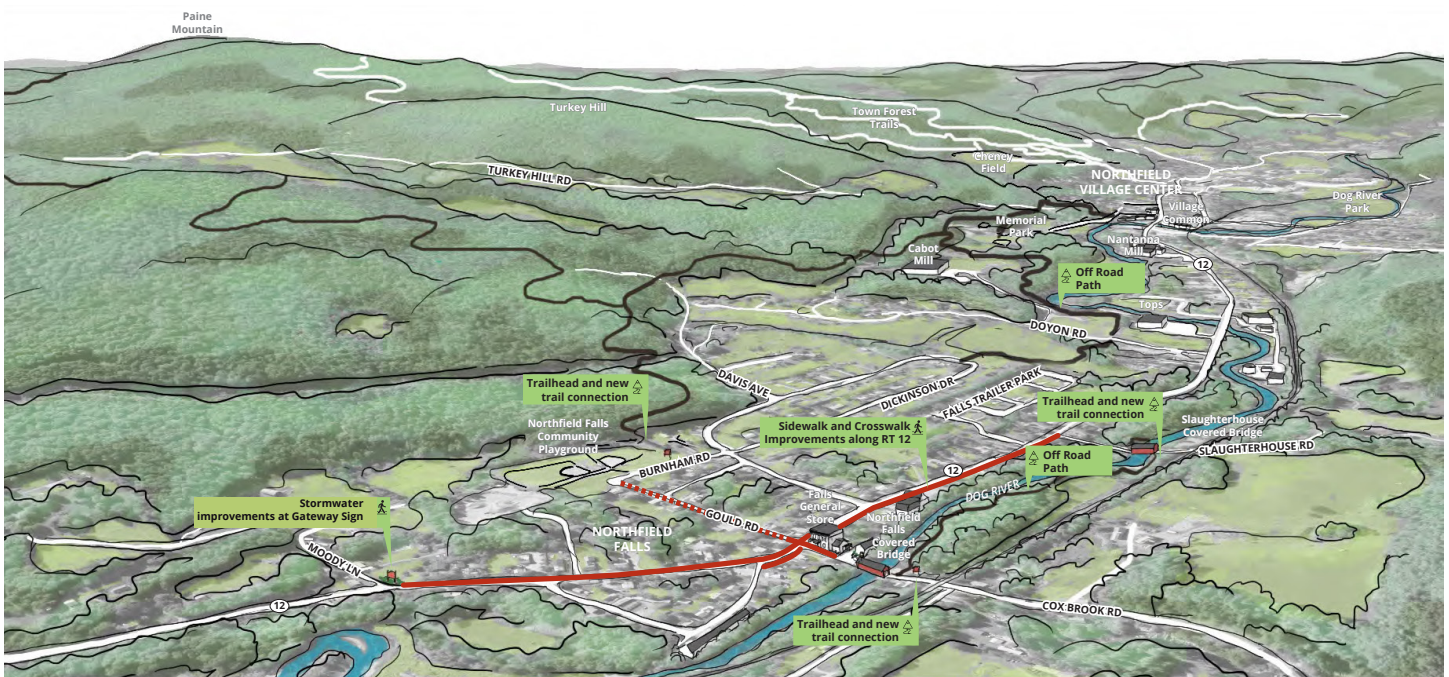 Paine
Mountain
Turkey Hill
Town Forest
Trails
Cheney
Field
TURKEY HILL RD
NORTHFIELD
VILLAGE CENTER
Dog River
Park
Village
Common
Memorial
Park
Nantanna
Mill
Cabot
Mill
12
Off Road
Path
Tops
DOYON RD
DAVIS AVE
DICKINSON DR
FALLS TRAILER PARK
Trailhead and new
trail connection
Trailhead and new
trail connection
Northfield Falls
Community
Playground
Sidewalk and Crosswalk
Improvements along RT 12
Slaughterhouse
Covered Bridge
SLAUGHTERHOUSE RD
BURNHAM RD
12
Off Road
Path
DOG RIVER
Stormwater
improvements at Gateway Sign
GOULD RD
Falls
General
Store
Northfield
Falls
Covered
Bridge
NORTHFIELD
FALLS
MOODY LN
12
COX BROOK RD
Trailhead and new
trail connection